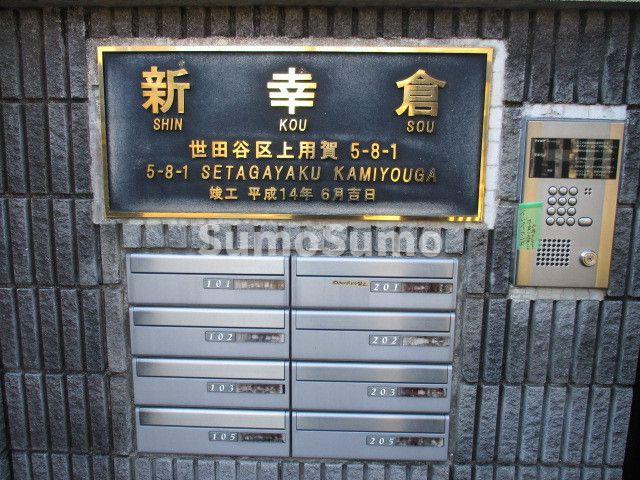 新 幸 倉
SHIN KOU SOU
世田谷区上用賀 5-8-1
5-8-1 SETAGAYAKU KAMIYOUGA
竣工 平成14年 6月吉日
SumoSumo
101 201
102 202
103 203
105 205